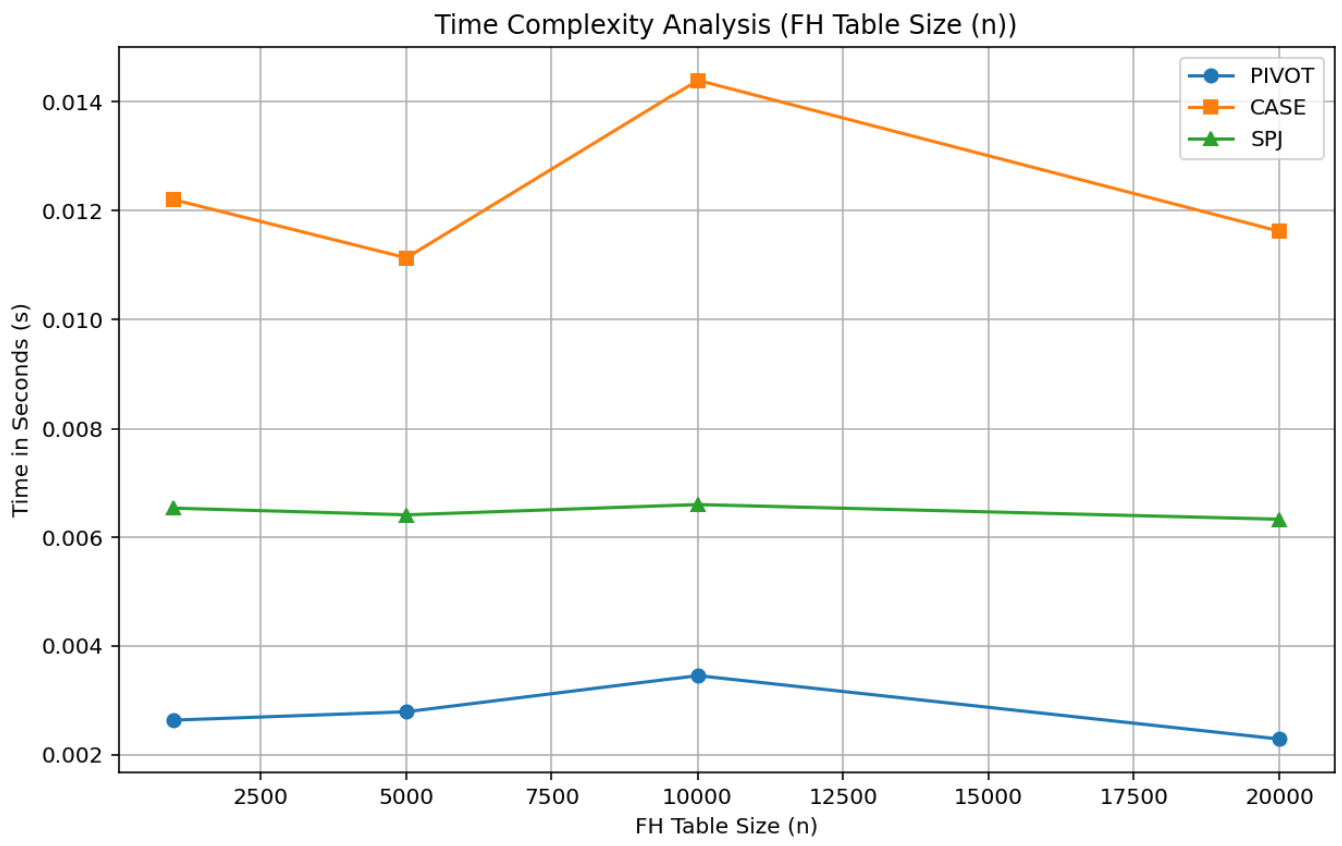 Time Complexity Analysis (FH Table Size (n))
PIVOT
CASE
SPJ
Time in Seconds (s)
0.014
0.012
0.010
0.008
0.006
0.004
0.002
2500 5000 7500 10000 12500 15000 17500 20000
FH Table Size (n)